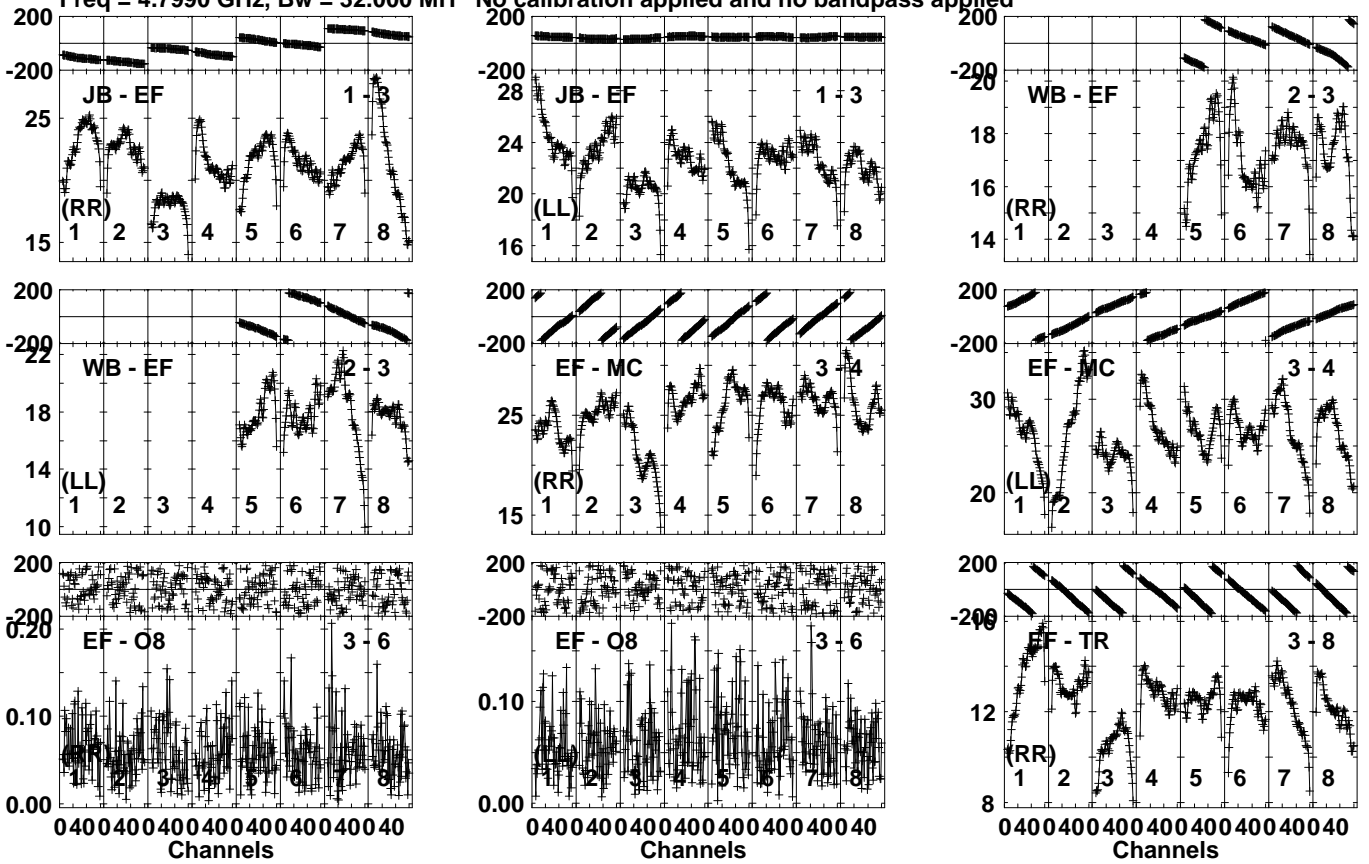 Freq = 4.7990 GHz, Bw = 32.000 MH No calibration applied and no bandpass applied
200 200 200
-200 -200 -200
JB - EF 1 - 3 JB - EF 1 - 3 WB - EF 2 - 3
25 15
28 26 24 22 20 18 16
20 18 16 14
(RR) (LL) (RR)
1 2 3 4 5 6 7 8 1 2 3 4 5 6 7 8 1 2 3 4 5 6 7 8
200 200 200
-200 -200 -200
WB - EF 2 - 3 EF - MC 3 - 4 EF - MC 3 - 4
22 18 14 10
25 15
30 20
(LL) (RR) (LL)
1 2 3 4 5 6 7 8 1 2 3 4 5 6 7 8 1 2 3 4 5 6 7 8
200 200 200
-200 -200 -200
EF - O8 3 - 6 EF - O8 3 - 6 EF - TR 3 - 8
0.20 0.10 0.00
0.10 0.00
16 12 8
(RR) (LL) (RR)
1 2 3 4 5 6 7 8 1 2 3 4 5 6 7 8 1 2 3 4 5 6 7 8
0 40 0 40 0 40 0 40 0 40 0 40 0 40 0 40 0 40 0 40 0 40 0 40 0 40 0 40 0 40 0 40 0 40 0 40 0 40 0 40 0 40 0 40 0 40 0 40
Channels Channels Channels